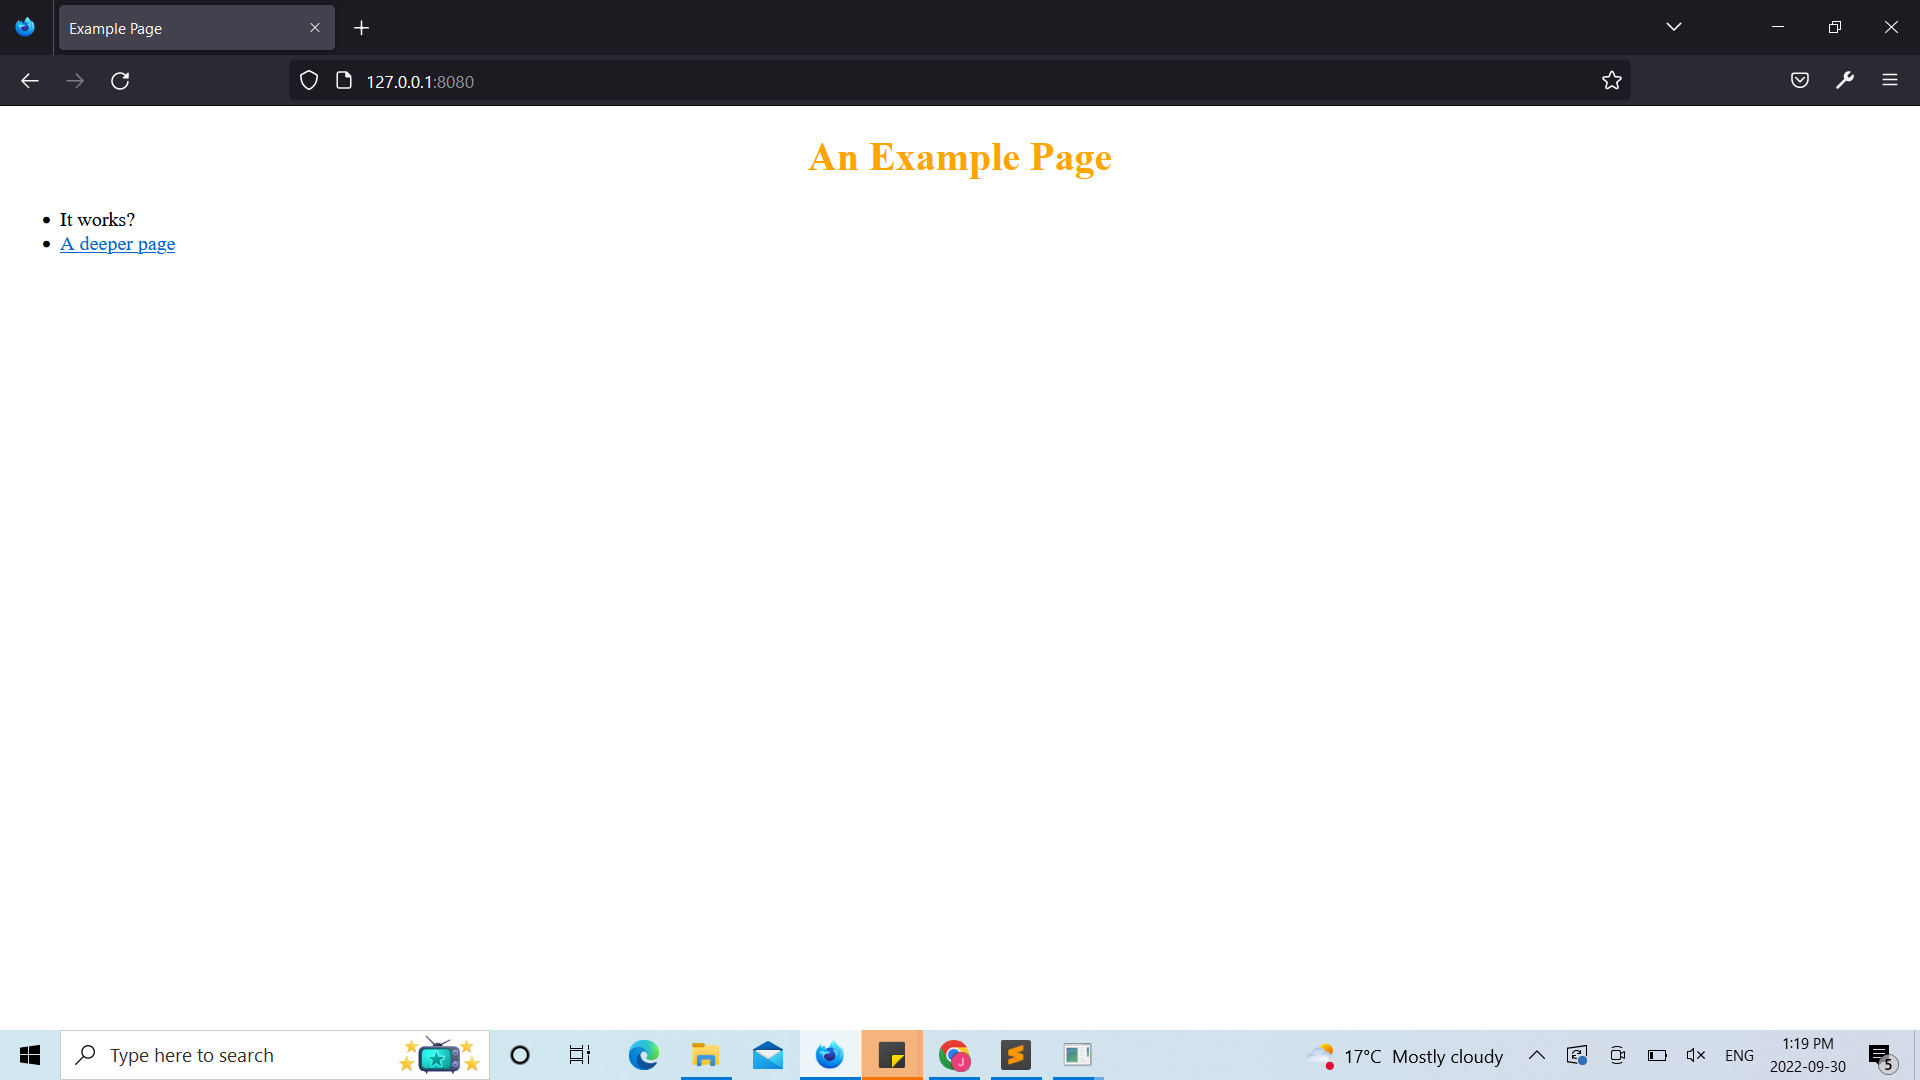 Example Page
127.0.0.1:8080
An Example Page
It works?
A deeper page
Type here to search
17°C Mostly cloudy
ENG
1:19 PM
2022-09-30
5
J